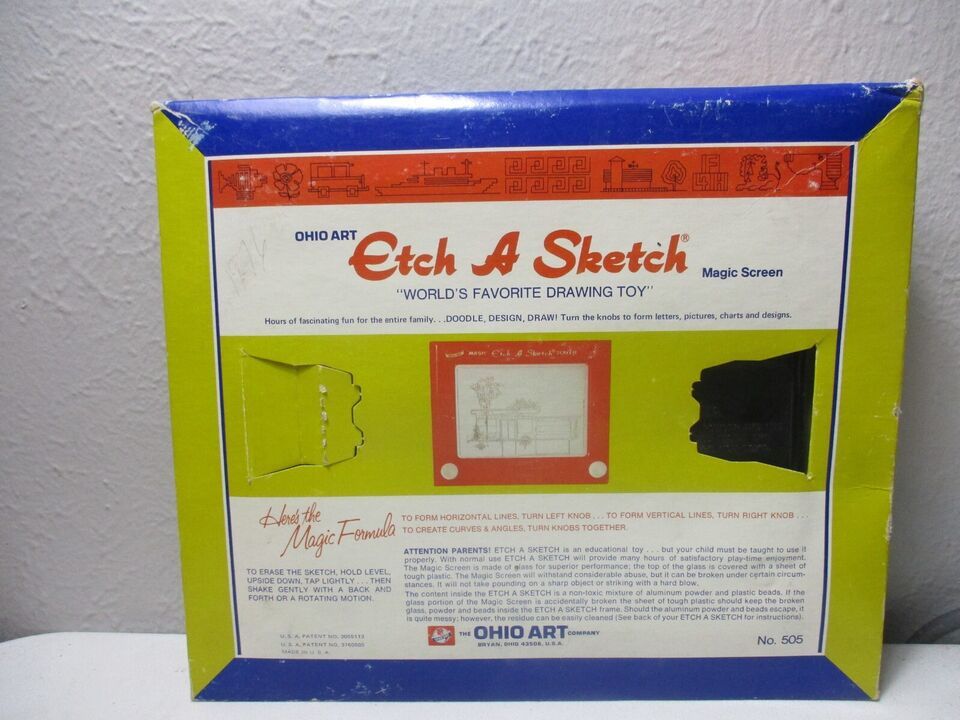 OHIO ART Etch A Sketch® Magic Screen
"WORLD'S FAVORITE DRAWING TOY"
Hours of fascinating fun for the entire family. . .DOODLE, DESIGN, DRAW! Turn the knobs to form letters, pictures, charts and designs.
MAGIC Etch A Sketch SCREEN
Here's the
Magic Formula
TO FORM HORIZONTAL LINES, TURN LEFT KNOB . . . TO FORM VERTICAL LINES, TURN RIGHT KNOB . . .
TO CREATE CURVES & ANGLES, TURN KNOBS TOGETHER.
TO ERASE THE SKETCH, HOLD LEVEL,
UPSIDE DOWN, TAP LIGHTLY . . . THEN
SHAKE GENTLY WITH A BACK AND
FORTH OR A ROTATING MOTION.
ATTENTION PARENTS! ETCH A SKETCH is an educational toy . . . but your child must be taught to use it
properly. With normal use ETCH A SKETCH will provide many hours of satisfactory play-time enjoyment.
The Magic Screen is made of glass for superior performance; the top of the glass is covered with a sheet of
tough plastic. The Magic Screen will withstand considerable abuse, but it can be broken under certain circum-
stances. It will not take pounding on a sharp object or striking with a hard blow.
The content inside the ETCH A SKETCH is a non-toxic mixture of aluminum powder and plastic beads. If the
glass portion of the Magic Screen is accidentally broken the sheet of tough plastic should keep the broken
glass, powder and beads inside the ETCH A SKETCH frame. Should the aluminum powder and beads escape, it
is quite messy; however, the residue can be easily cleaned (See back of your ETCH A SKETCH for instructions).
U.S.A. PATENT NO. 3055113
U.S.A. PATENT NO. 3760505
MADE IN U.S.A.
THE OHIO ART COMPANY
BRYAN, OHIO 43506, U.S.A.
No. 505